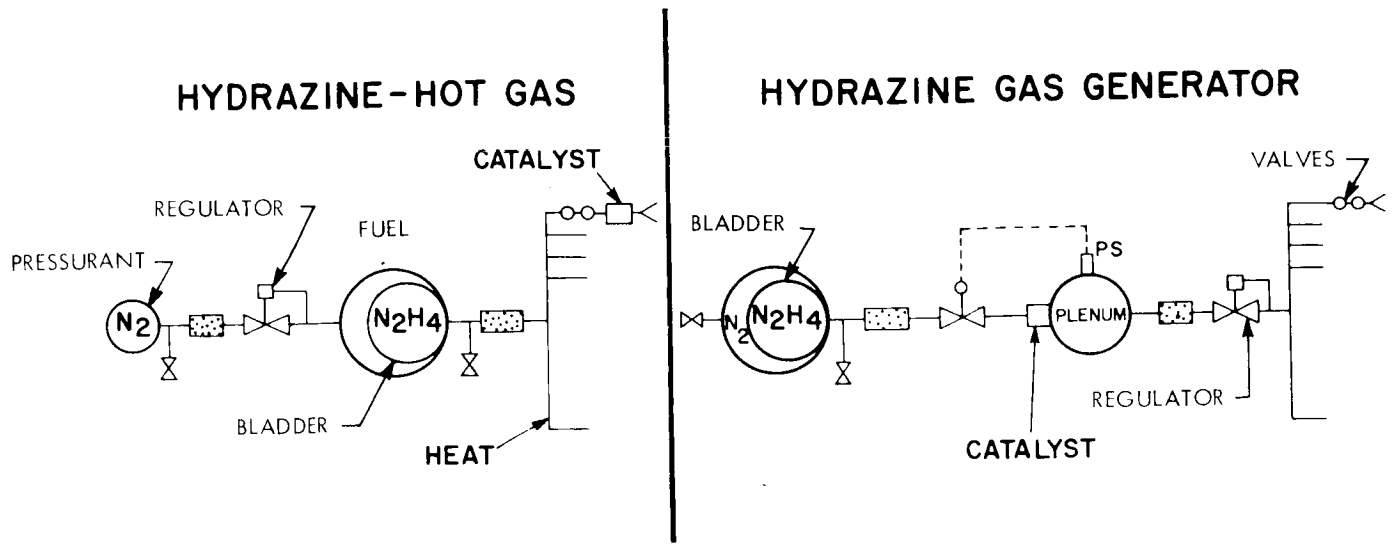 HYDRAZINE-HOT GAS
CATALYST
REGULATOR
FUEL
PRESSURANT
N2
N2H4
BLADDER
HEAT
HYDRAZINE GAS GENERATOR
VALVES
BLADDER
PS
N2
N2H4
PLENUM
REGULATOR
CATALYST